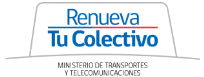 Renueva
Tu Colectivo
MINISTERIO DE TRANSPORTES
Y TELECOMUNICACIONES